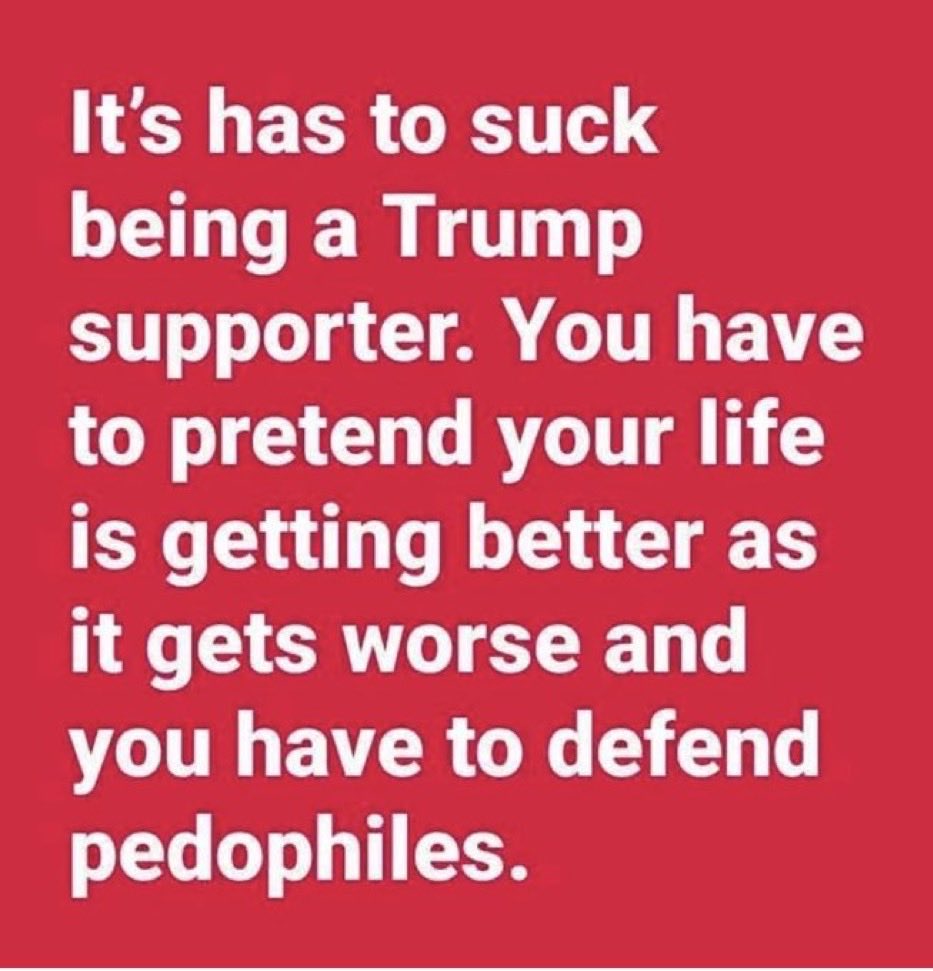 It’s has to suck
being a Trump
supporter. You have
to pretend your life
is getting better as
it gets worse and
you have to defend
pedophiles.